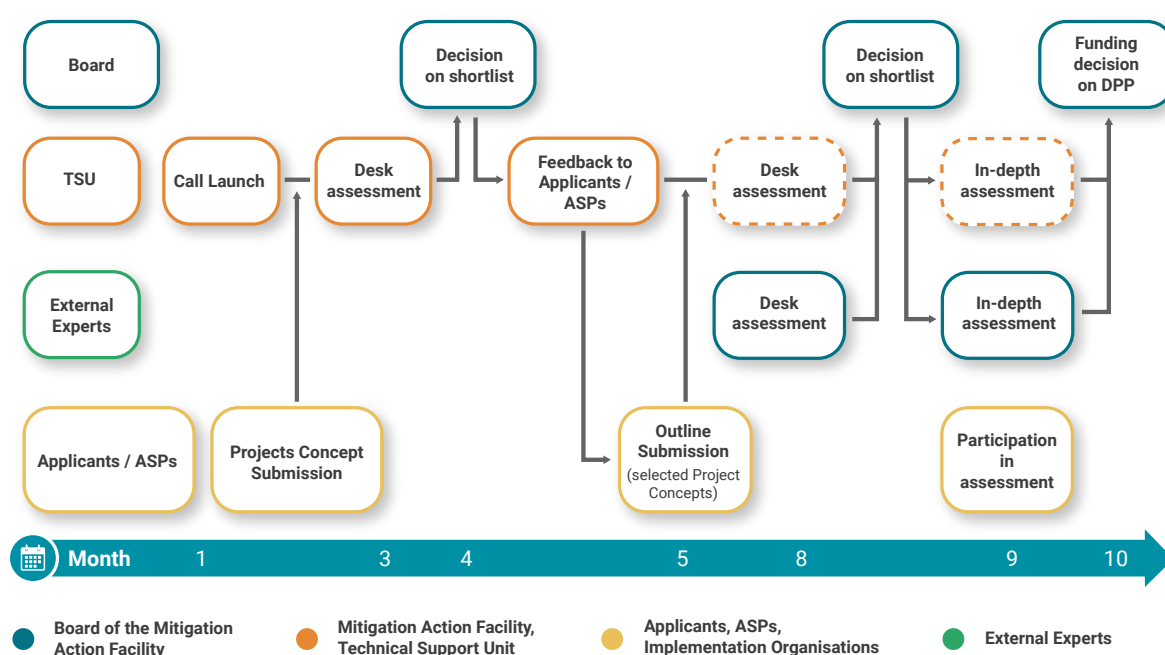 Board
Decision
on shortlist
Decision
on shortlist
Funding
decision
on DPP
TSU
Call Launch
Desk
assessment
Feedback to
Applicants /
ASPs
Desk
assessment
In-depth
assessment
External
Experts
Desk
assessment
In-depth
assessment
Applicants / ASPs
Projects Concept
Submission
Outline
Submission
(selected Project
Concepts)
Participation
in
assessment
Month 1 3 4 5 8 9 10
Board of the Mitigation
Action Facility
Mitigation Action Facility,
Technical Support Unit
Applicants, ASPs,
Implementation Organisations
External Experts